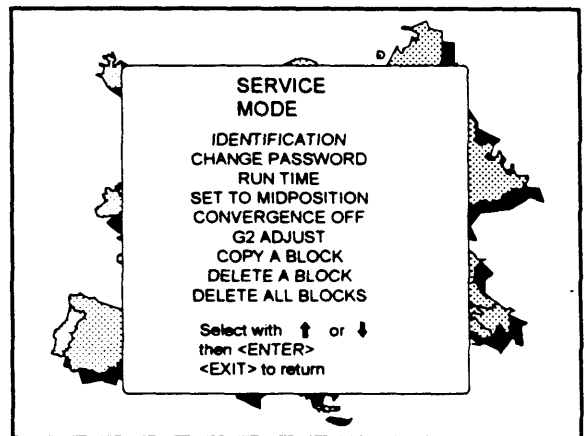 SERVICE
MODE
IDENTIFICATION
CHANGE PASSWORD
RUN TIME
SET TO MIDPOSITION
CONVERGENCE OFF
G2 ADJUST
COPY A BLOCK
DELETE A BLOCK
DELETE ALL BLOCKS
Select with ⬆ or ⬇
then <ENTER>
<EXIT> to return